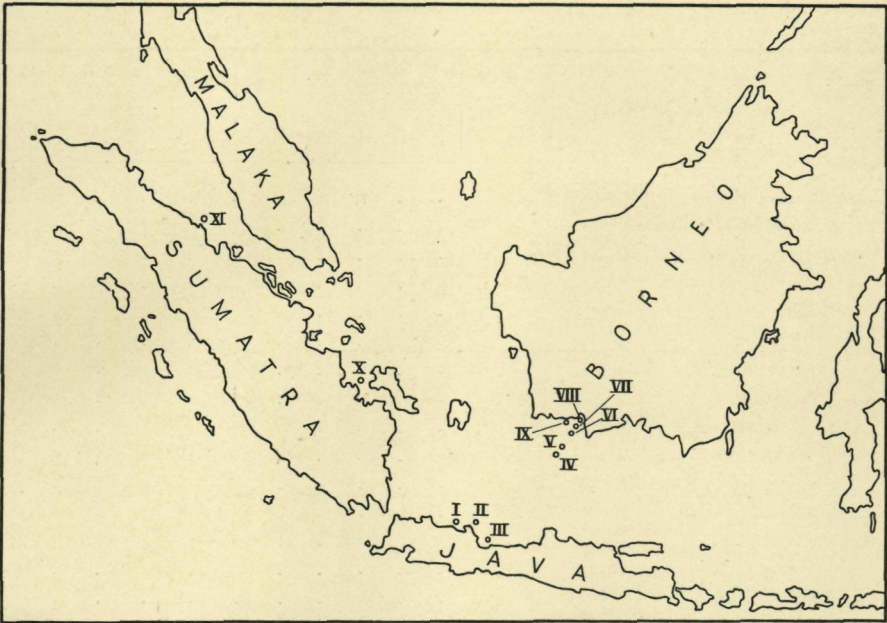 MALAKA
SUMATRA
BORNEO
JAVA
XI
X
VIII
VII
VI
IX
V
IV
I
II
III